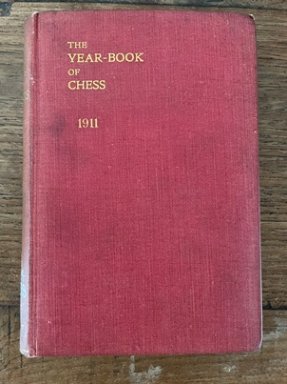 THE
YEAR-BOOK
OF
CHESS
1911